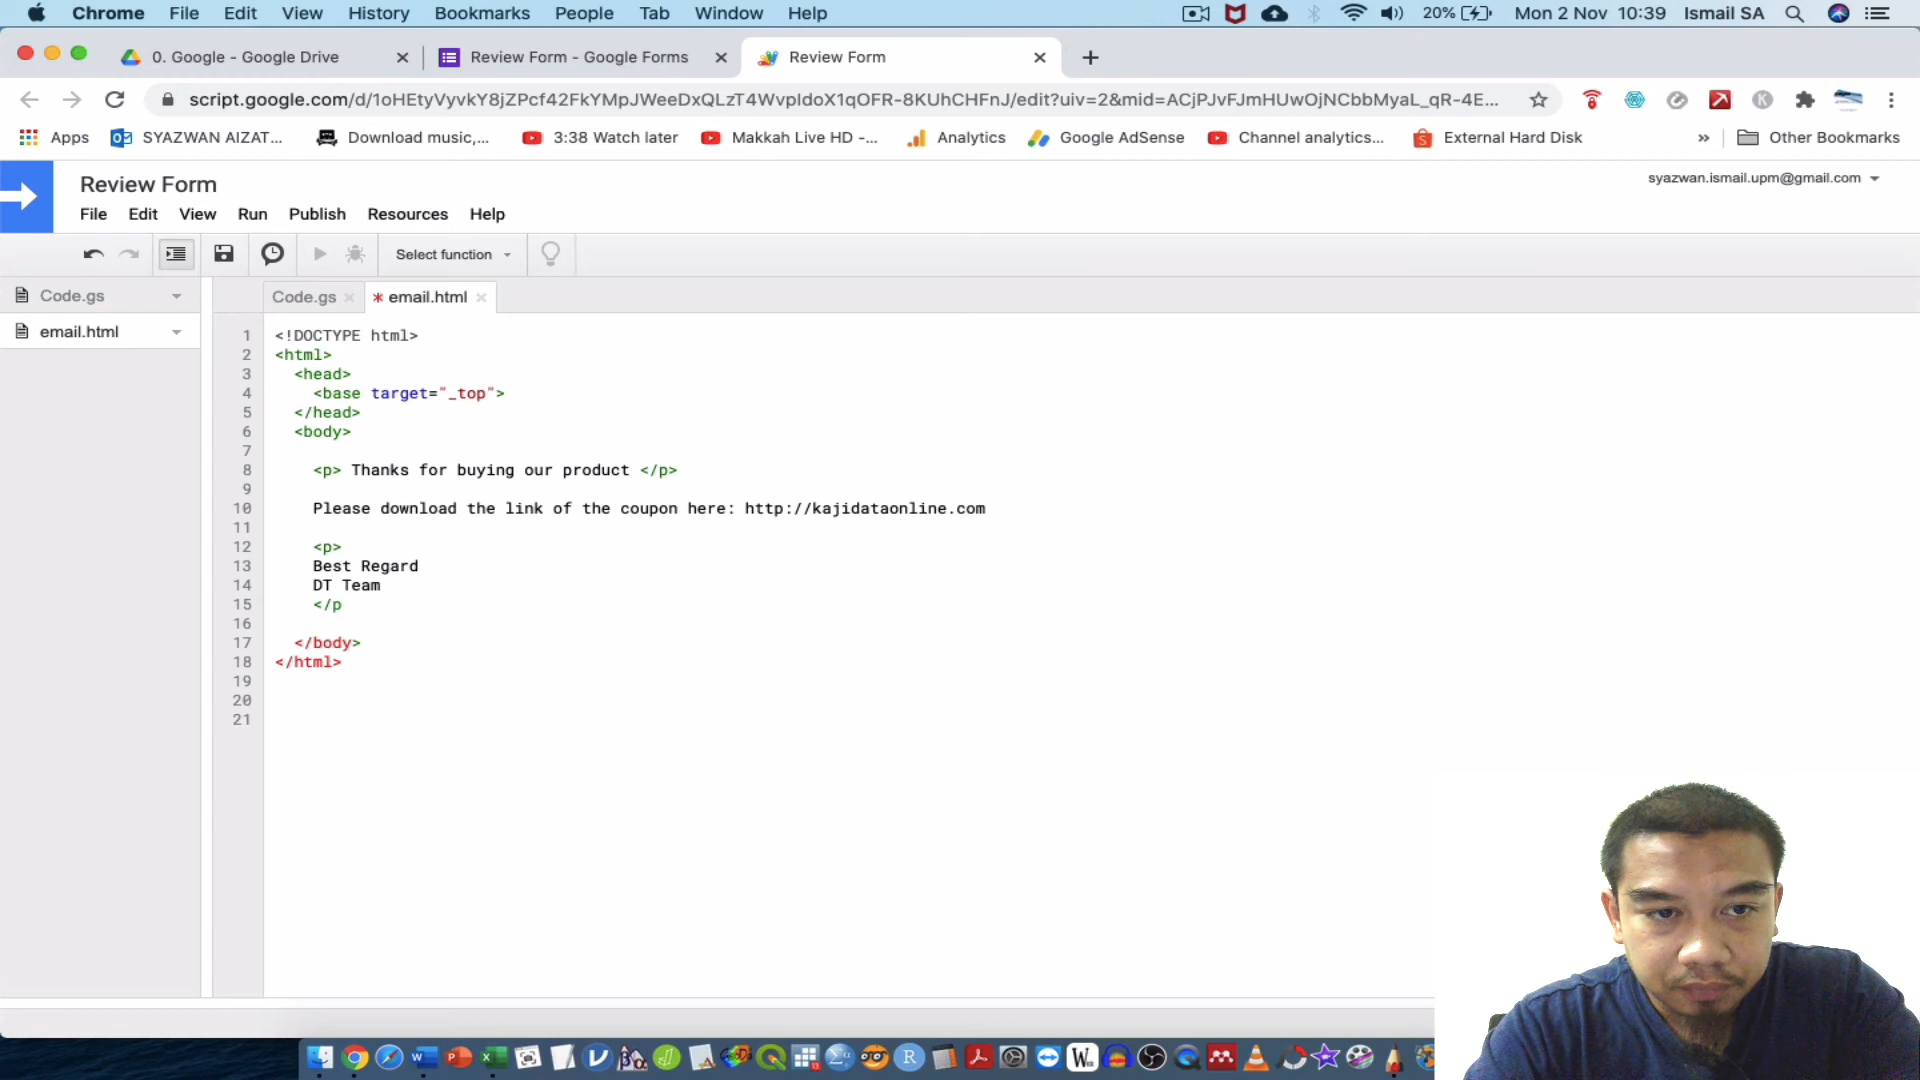 Chrome File Edit View History Bookmarks People Tab Window Help 20% Mon 2 Nov 10:39 Ismail SA
0. Google - Google Drive Review Form - Google Forms Review Form
script.google.com/d/1oHEtyVyvkY8jZPcf42FkYMpJWeeDxQLzT4WvpIdoX1qOFR-8KUhCHFnJ/edit?uiv=2&mid=ACjPJvFJmHUwOjNCbbMyaL_qR-4E...
Apps SYAZWAN AIZAT... Download music,... 3:38 Watch later Makkah Live HD -... Analytics Google AdSense Channel analytics... External Hard Disk » Other Bookmarks
Review Form
syazwan.ismail.upm@gmail.com
File Edit View Run Publish Resources Help
Select function
Code.gs
email.html
Code.gs * email.html
1 <!DOCTYPE html>
2 <html>
3 <head>
4 <base target="_top">
5 </head>
6 <body>
7
8 <p> Thanks for buying our product </p>
9
10 Please download the link of the coupon here: http://kajidataonline.com
11
12 <p>
13 Best Regard
14 DT Team
15 </p
16
17 </body>
18 </html>
19
20
21